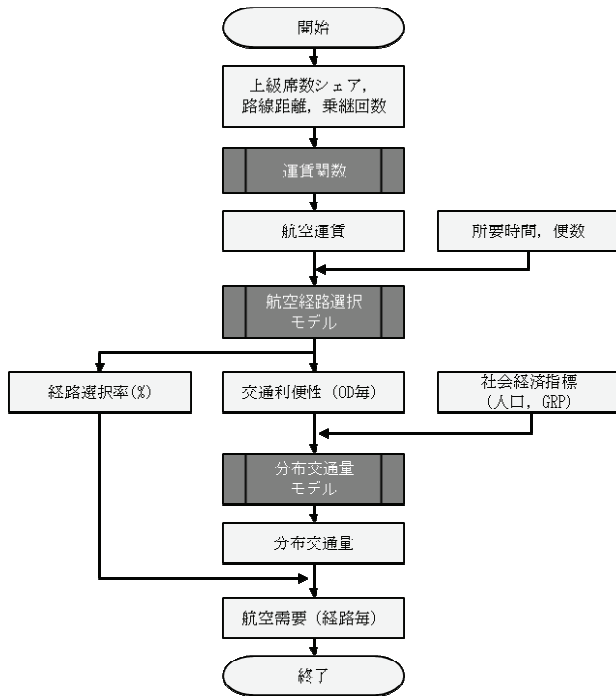 開始
上級席数シェア，
路線距離，乗継回数
運賃関数
航空運賃
所要時間，便数
航空経路選択
モデル
経路選択率(%)
交通利便性（OD毎）
社会経済指標
(人口，GRP)
分布交通量
モデル
分布交通量
航空需要（経路毎）
終了